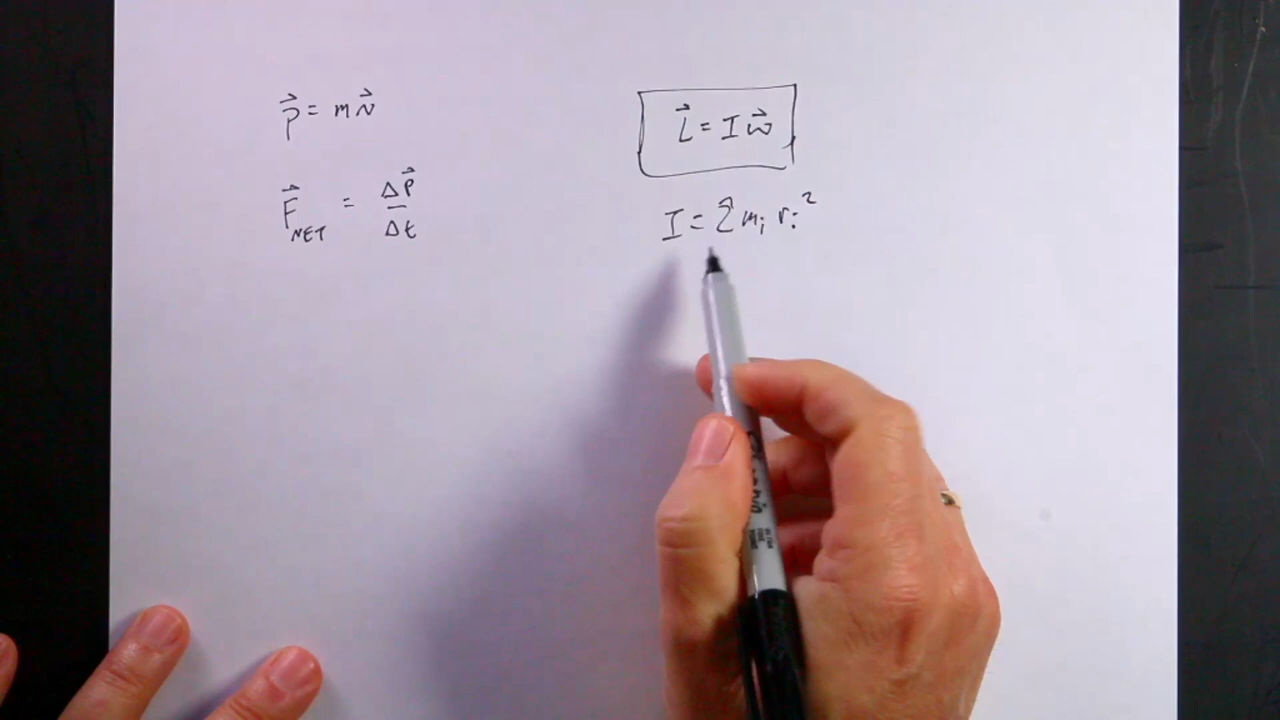 p⃗ = mv⃗
F⃗NET = Δp⃗/Δt
L⃗ = Iω⃗
I = Σ mᵢ rᵢ²